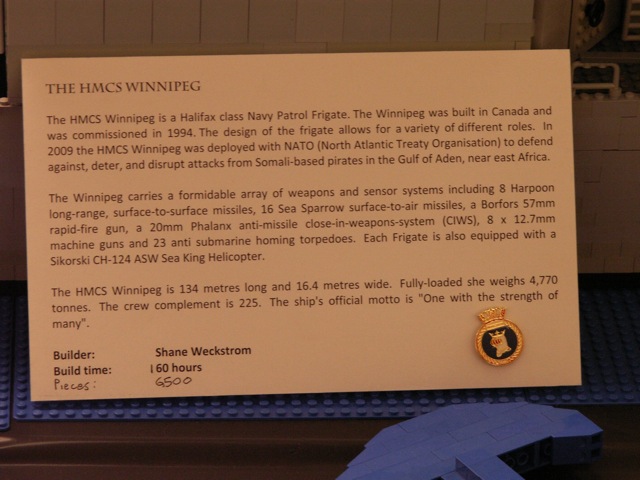 THE HMCS WINNIPEG
The HMCS Winnipeg is a Halifax class Navy Patrol Frigate. The Winnipeg was built in Canada and
was commissioned in 1994. The design of the frigate allows for a variety of different roles. In
2009 the HMCS Winnipeg was deployed with NATO (North Atlantic Treaty Organisation) to defend
against, deter, and disrupt attacks from Somali-based pirates in the Gulf of Aden, near east Africa.
The Winnipeg carries a formidable array of weapons and sensor systems including 8 Harpoon
long-range, surface-to-surface missiles, 16 Sea Sparrow surface-to-air missiles, a Borfors 57mm
rapid-fire gun, a 20mm Phalanx anti-missile close-in-weapons-system (CIWS), 8 x 12.7mm
machine guns and 23 anti submarine homing torpedoes. Each Frigate is also equipped with a
Sikorski CH-124 ASW Sea King Helicopter.
The HMCS Winnipeg is 134 metres long and 16.4 metres wide. Fully-loaded she weighs 4,770
tonnes. The crew complement is 225. The ship's official motto is "One with the strength of
many".
Builder: Shane Weckstrom
Build time: 160 hours
Pieces: 6500